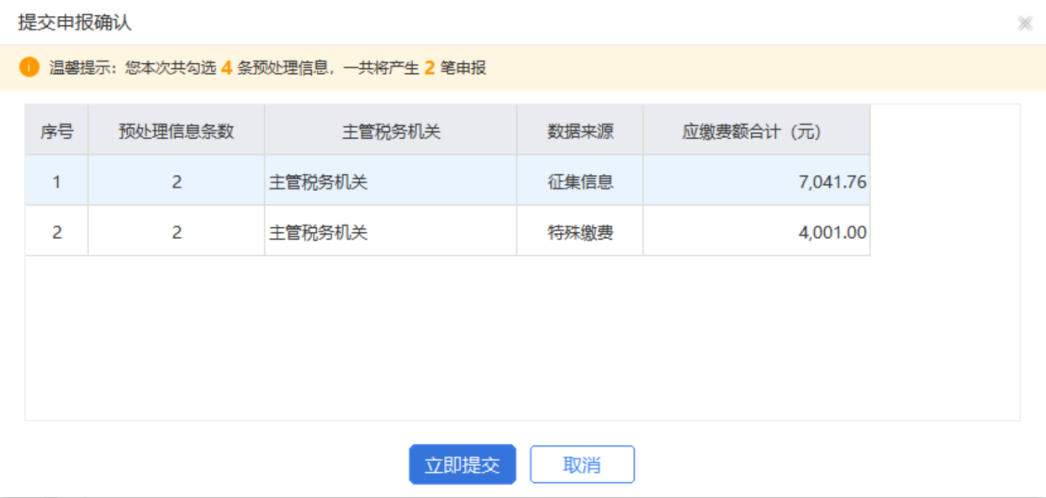 提交申报确认
温馨提示：您本次共勾选 4 条预处理信息，一共将产生 2 笔申报
序号 预处理信息条数 主管税务机关 数据来源 应缴费额合计（元）
1 2 主管税务机关 征集信息 7,041.76
2 2 主管税务机关 特殊缴费 4,001.00
立即提交 取消